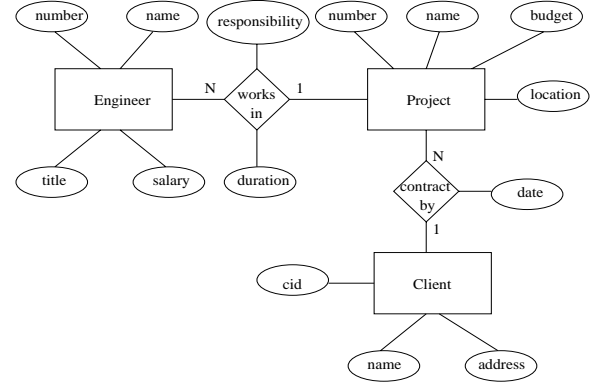 number
name
responsibility
number
name
budget
Engineer
N
works
in
1
Project
location
title
salary
duration
N
contract
by
date
1
cid
Client
name
address